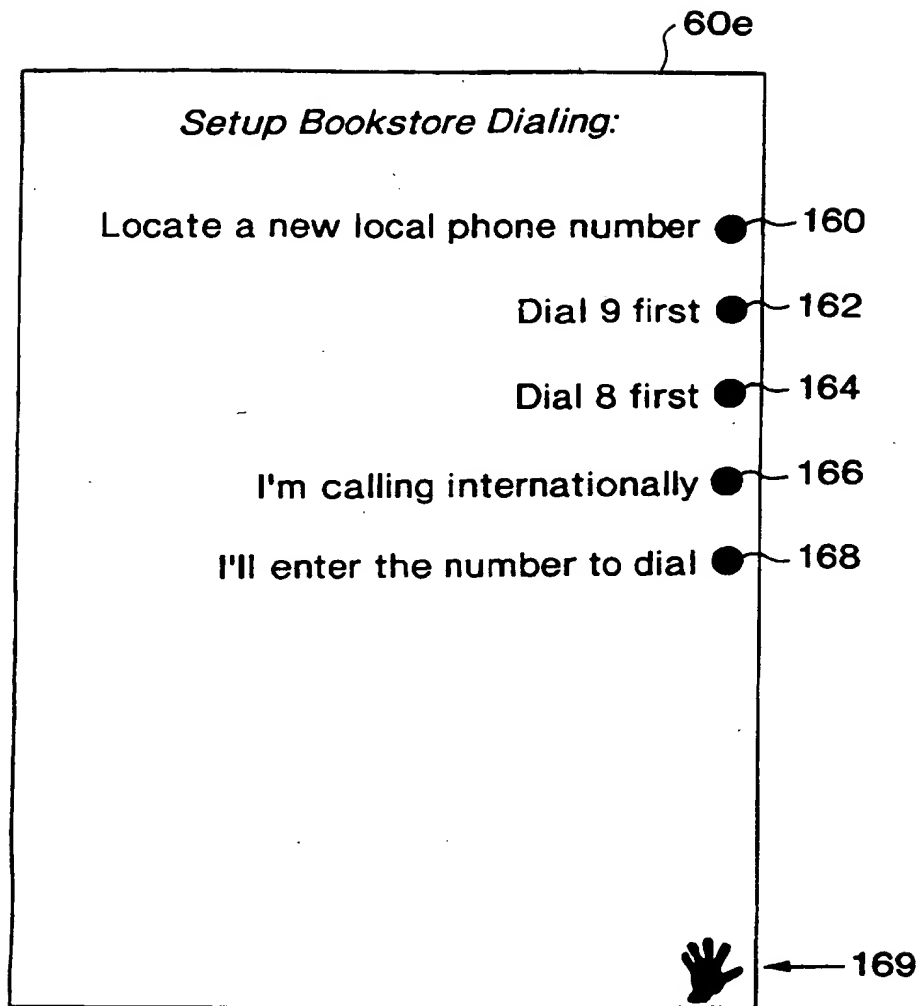 60e
Setup Bookstore Dialing:
Locate a new local phone number 160
Dial 9 first 162
Dial 8 first 164
I'm calling internationally 166
I'll enter the number to dial 168
169